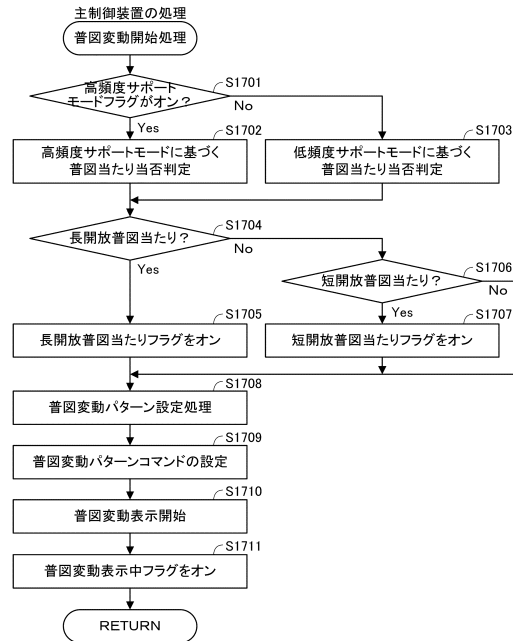 主制御装置の処理
普図変動開始処理
S1701
高頻度サポート
モードフラグがオン？
No
Yes
S1702
S1703
高頻度サポートモードに基づく
普図当たり当否判定
低頻度サポートモードに基づく
普図当たり当否判定
S1704
長開放普図当たり？
No
Yes
S1706
短開放普図当たり？
No
Yes
S1705
S1707
長開放普図当たりフラグをオン
短開放普図当たりフラグをオン
S1708
普図変動パターン設定処理
S1709
普図変動パターンコマンドの設定
S1710
普図変動表示開始
S1711
普図変動表示中フラグをオン
RETURN